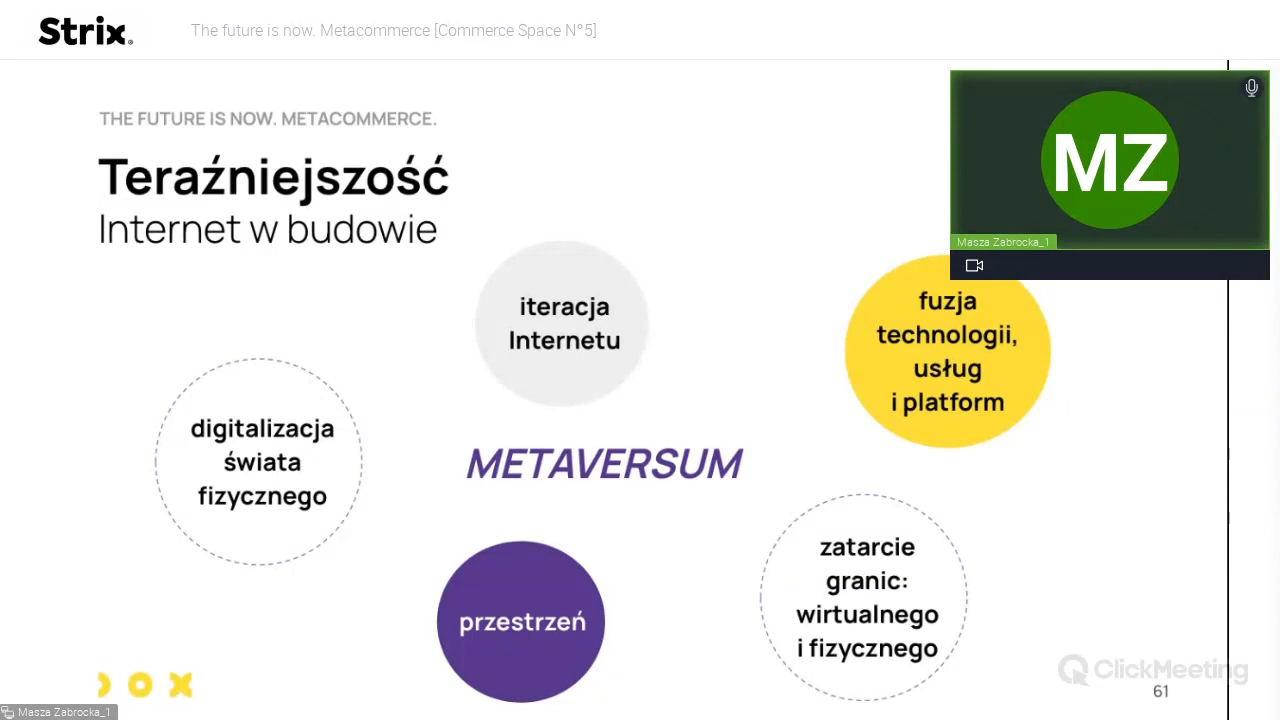 Strix®
The future is now. Metacommerce [Commerce Space N°5]
THE FUTURE IS NOW. METACOMMERCE.
Teraźniejszość
Internet w budowie
MZ
Masza Zabrocka_1
iteracja
Internetu
fuzja
technologii,
usług
i platform
digitalizacja
świata
fizycznego
METAVERSUM
przestrzeń
zatarcie
granic:
wirtualnego
i fizycznego
ClickMeeting
61
Masza Zabrocka_1